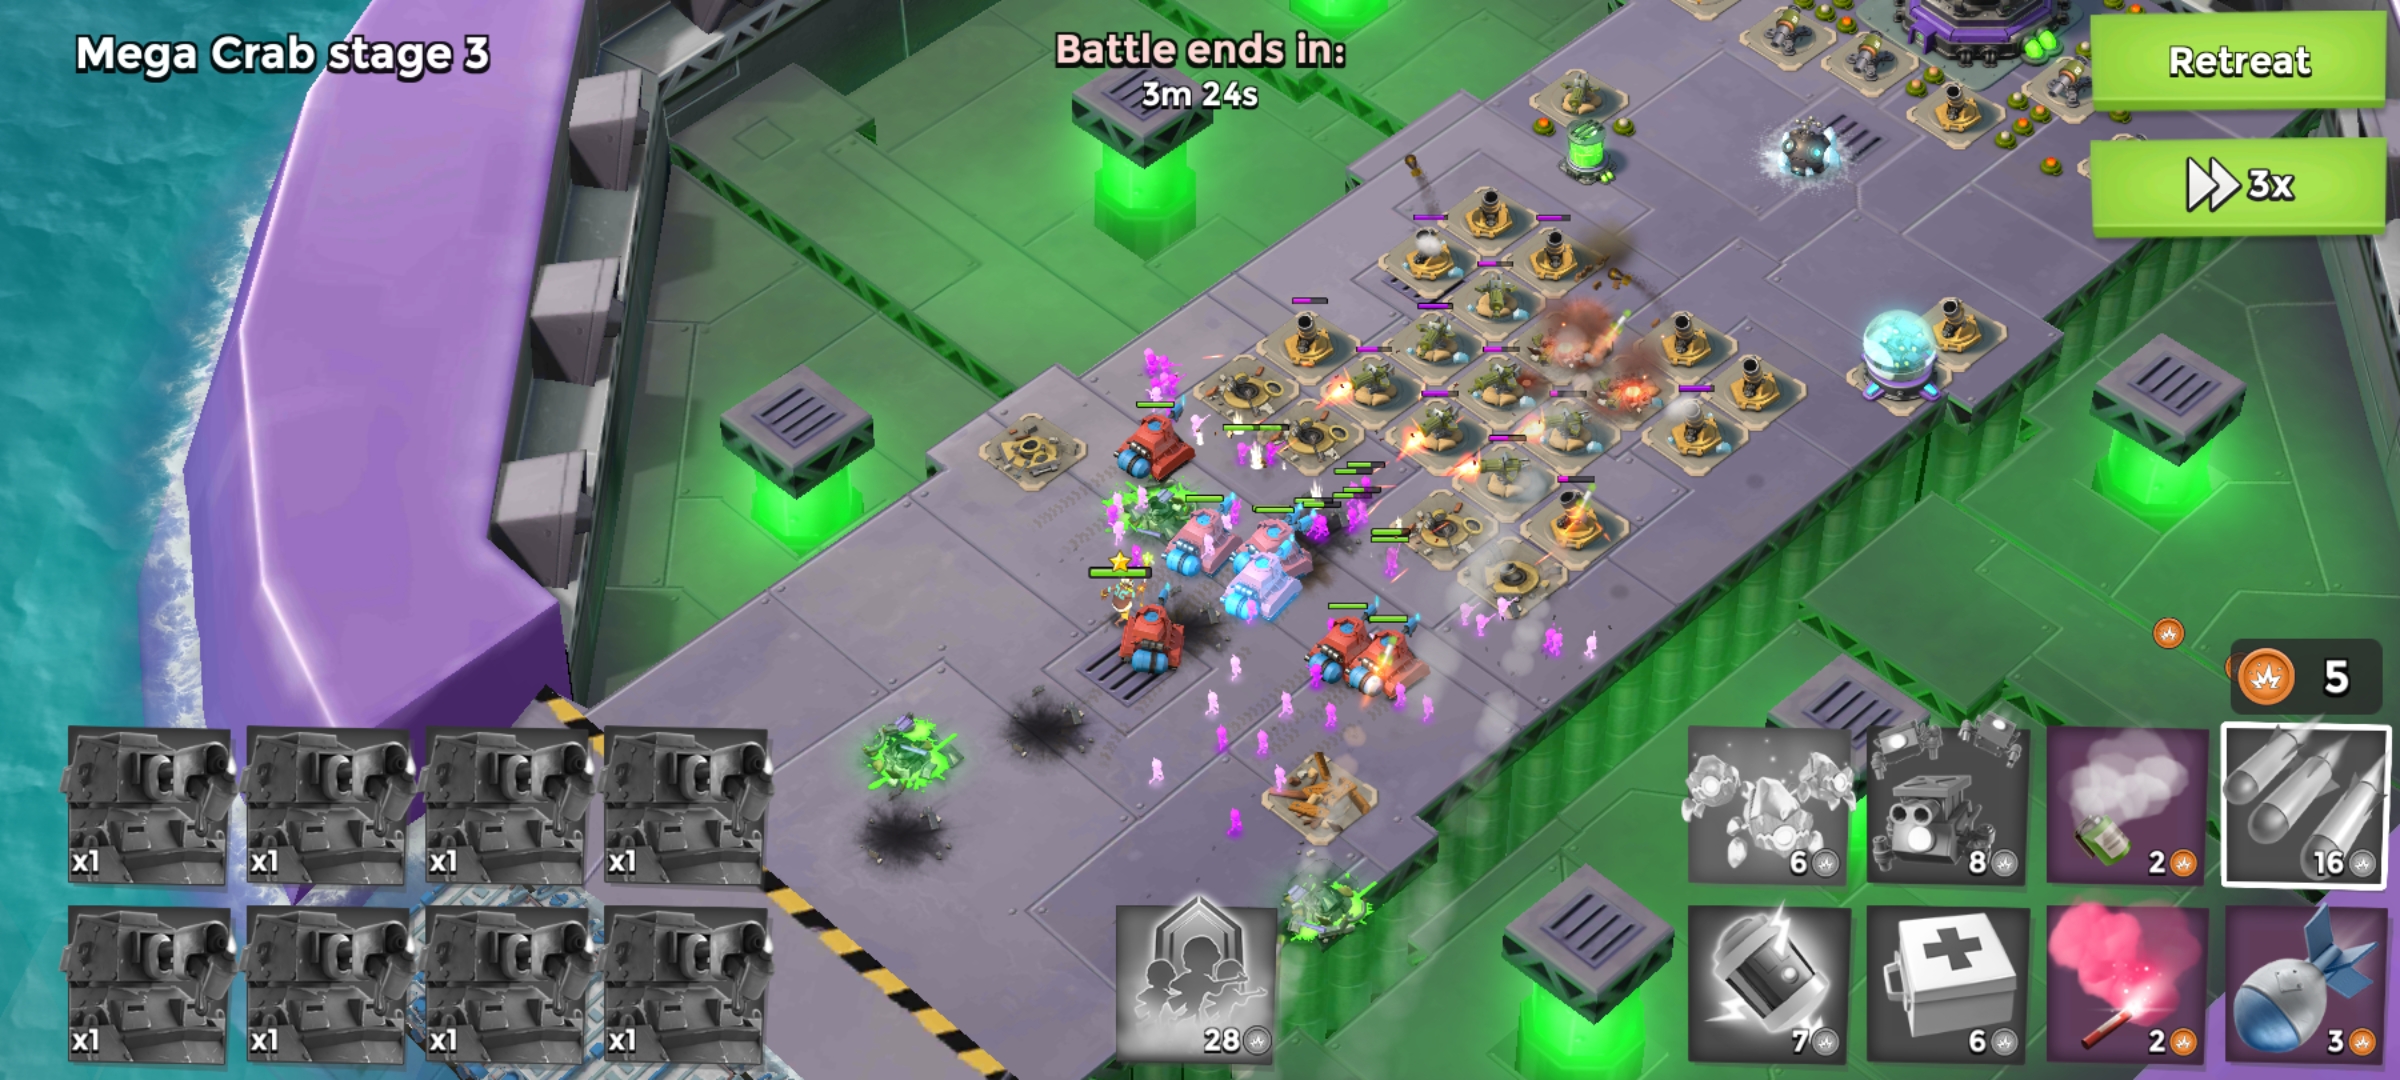 Mega Crab stage 3
Battle ends in:
3m 24s
Retreat
3x
5
x1
x1
x1
x1
6
8
2
16
x1
x1
x1
x1
28
7
6
2
3